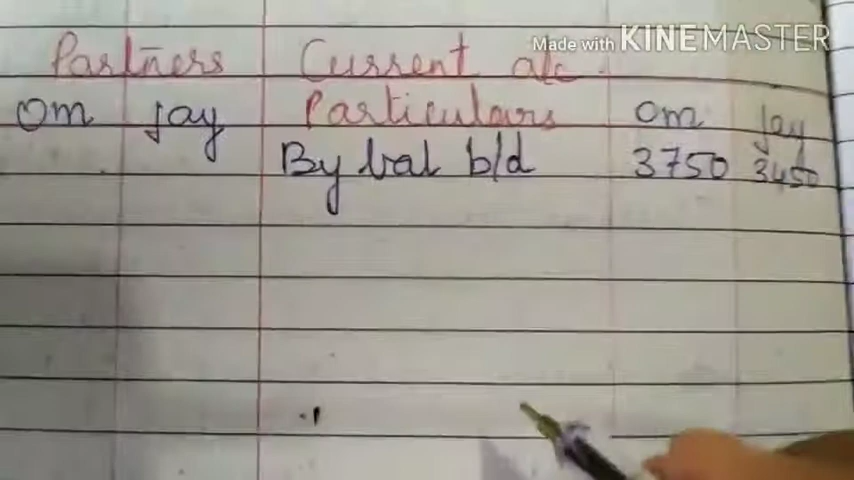 Made with KINEMASTER
Partners Current a/c.
Om Jay Particulars Om Jay
By bal b/d 3750 3450